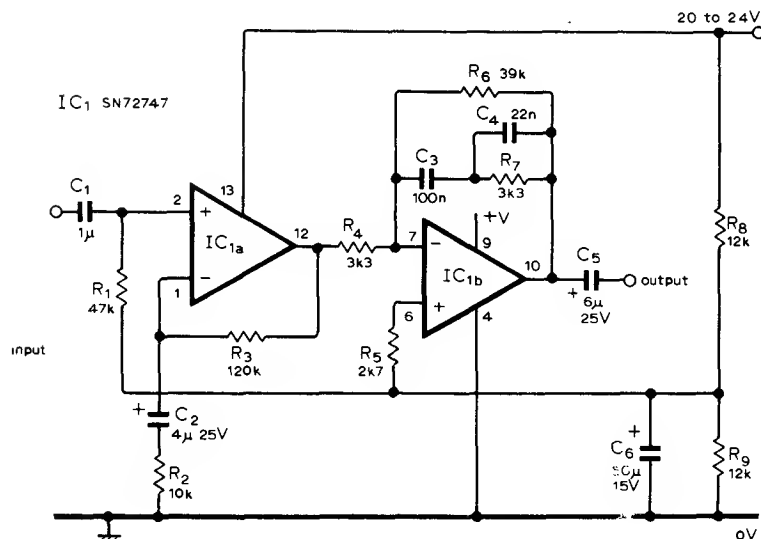 20 to 24V
R6 39k
IC1 SN72747
C4 22n
C3
100n
R7
3k3
C1
1μ
2
+
13
12
IC1a
−
1
R4
3k3
+V
7
−
9
R8
12k
IC1b
10
C5
+
6μ
25V
output
6
+
4
R1
47k
R3
120k
R5
2k7
input
+
C2
4μ 25V
+
C6
15V
R9
12k
R2
10k
0V